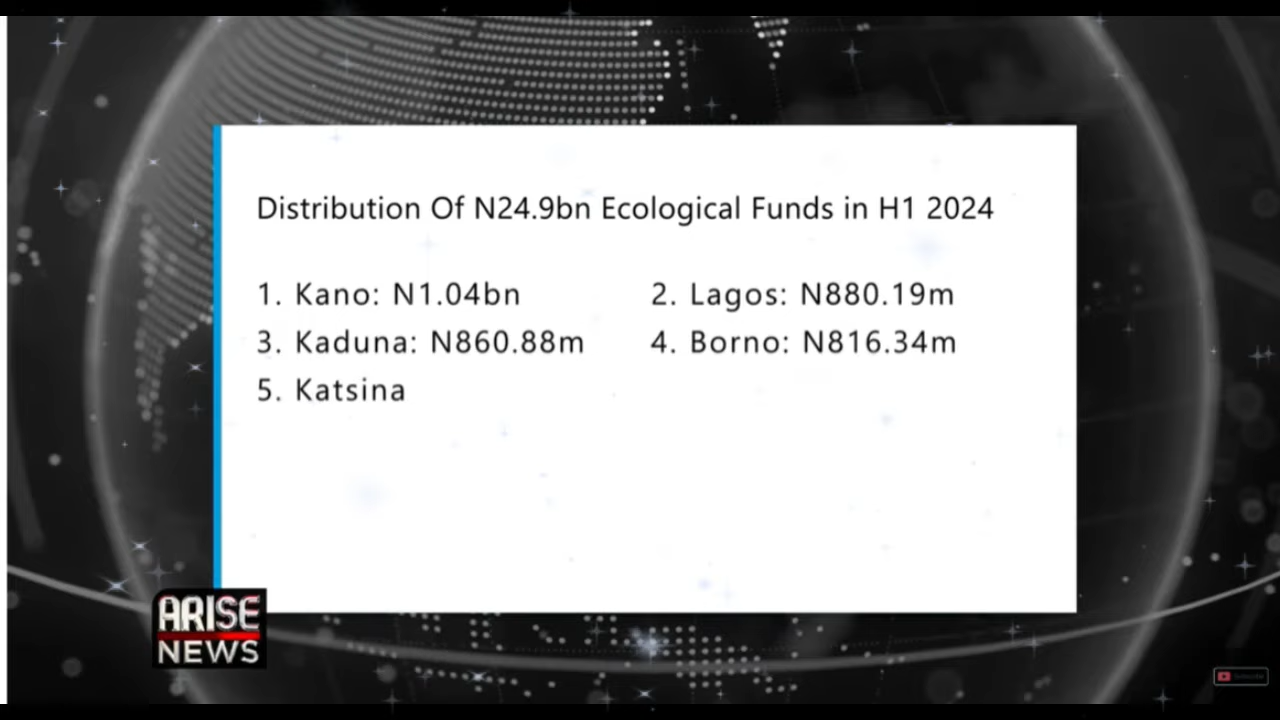 Distribution Of N24.9bn Ecological Funds in H1 2024
1. Kano: N1.04bn
2. Lagos: N880.19m
3. Kaduna: N860.88m
4. Borno: N816.34m
5. Katsina
ARISE
NEWS
Subscribe